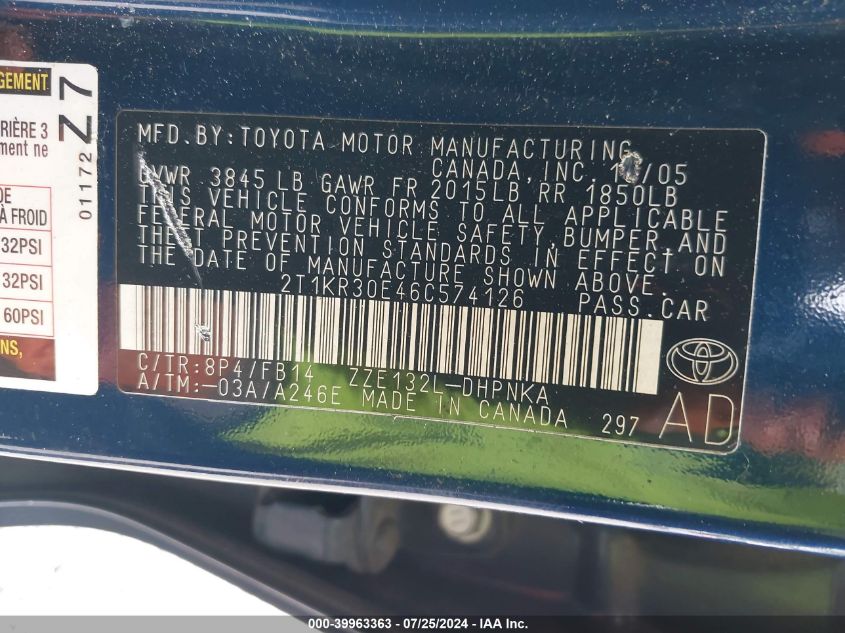 GEMENT
RIÈRE 3
ement ne
DE
À FROID
32PSI
32PSI
60PSI
NS,
01172
Z7
MFD. BY: TOYOTA MOTOR MANUFACTURING
CANADA, INC. /05
GVWR 3845 LB GAWR FR 2015LB RR 1850LB
THIS VEHICLE CONFORMS TO ALL APPLICABLE
FEDERAL MOTOR VEHICLE SAFETY, BUMPER, AND
THEFT PREVENTION STANDARDS IN EFFECT ON
THE DATE OF MANUFACTURE SHOWN ABOVE.
2T1KR30E46C574126 PASS. CAR
C/TR: 8P4/FB14 ZZE132L-DHPNKA
A/TM: -03A/A246E MADE IN CANADA 297
AD
000-39963363 - 07/25/2024 - IAA Inc.